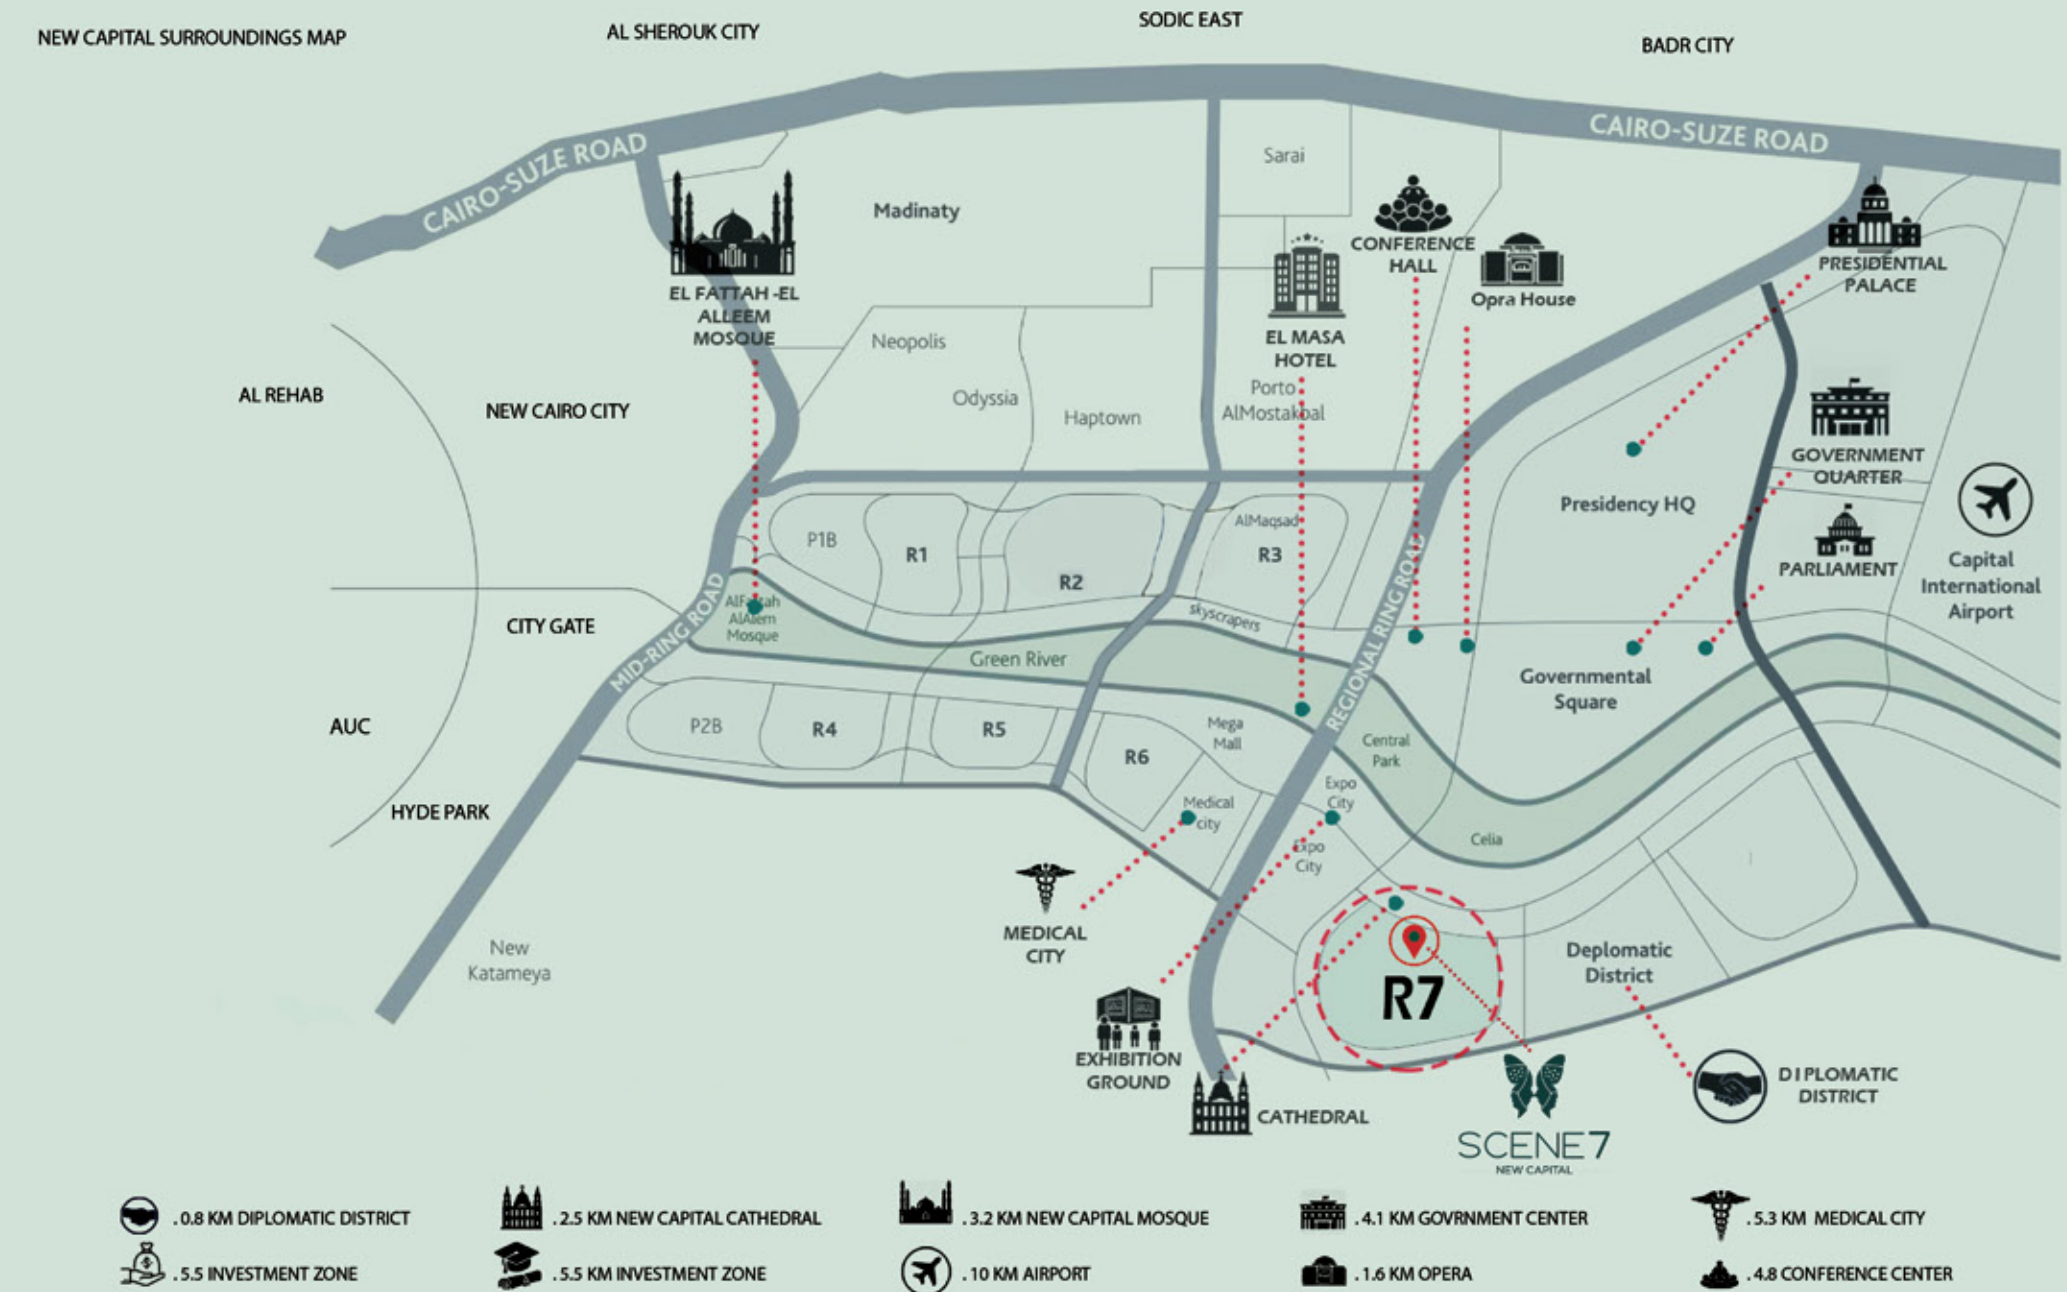 NEW CAPITAL SURROUNDINGS MAP
AL SHEROUK CITY
SODIC EAST
BADR CITY
CAIRO-SUZE ROAD
CAIRO-SUZE ROAD
Sarai
Madinaty
CONFERENCE
HALL
Opra House
PRESIDENTIAL
PALACE
EL FATTAH -EL
ALLEEM
MOSQUE
EL MASA
HOTEL
Neopolis
AL REHAB
NEW CAIRO CITY
Odyssia
Haptown
Porto
AlMostakbal
GOVERNMENT
QUARTER
Presidency HQ
PARLIAMENT
Capital
International
Airport
P1B
R1
R2
AlMaqsad
R3
REGIONAL RING ROAD
MID-RING ROAD
AlFattah
AlAlem
Mosque
skyscrapers
CITY GATE
Green River
Governmental
Square
AUC
P2B
R4
R5
R6
Mega
Mall
Central
Park
HYDE PARK
Medical
city
Expo
City
Expo
City
Celia
New
Katameya
MEDICAL
CITY
Deplomatic
District
R7
EXHIBITION
GROUND
CATHEDRAL
SCENE7
NEW CAPITAL
DIPLOMATIC
DISTRICT
.0.8 KM DIPLOMATIC DISTRICT
.2.5 KM NEW CAPITAL CATHEDRAL
.3.2 KM NEW CAPITAL MOSQUE
.4.1 KM GOVRNMENT CENTER
.5.3 KM MEDICAL CITY
.5.5 INVESTMENT ZONE
.5.5 KM INVESTMENT ZONE
.10 KM AIRPORT
.1.6 KM OPERA
.4.8 CONFERENCE CENTER